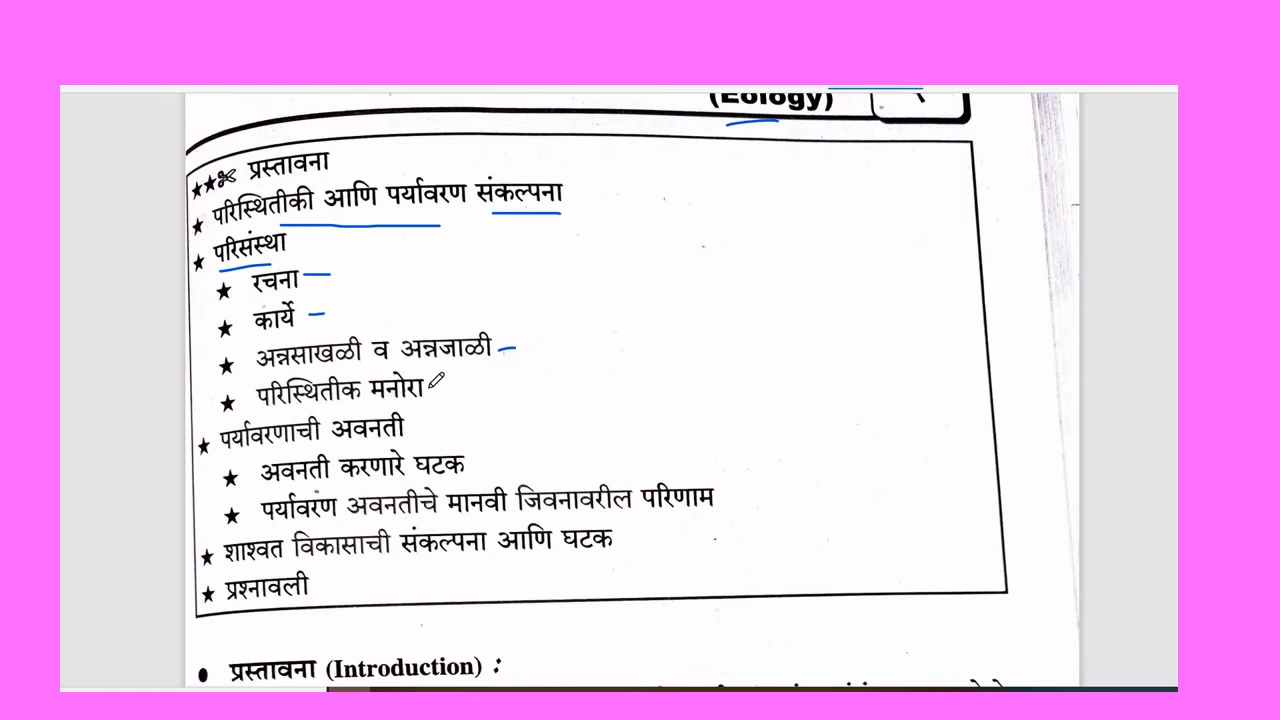 (Eology) १
प्रस्तावना
परिस्थितीकी आणि पर्यावरण संकल्पना
परिसंस्था
रचना
कार्ये
अन्नसाखळी व अन्नजाळी
परिस्थितीक मनोरा
पर्यावरणाची अवनती
अवनती करणारे घटक
पर्यावरण अवनतीचे मानवी जिवनावरील परिणाम
शाश्वत विकासाची संकल्पना आणि घटक
प्रश्नावली
प्रस्तावना (Introduction) :